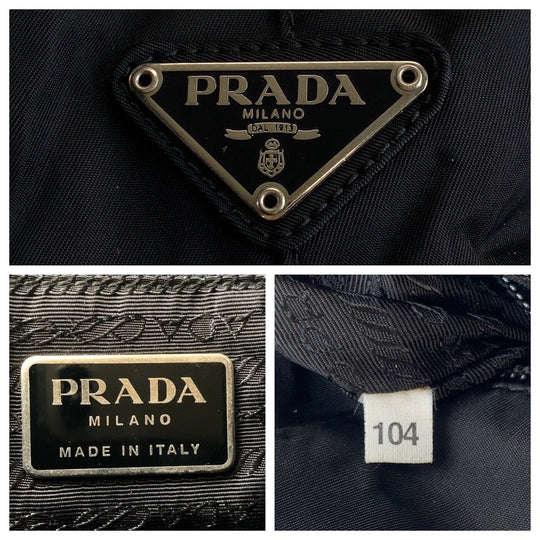 PRADA
MILANO
DAL 1913
PRADA
MILANO
MADE IN ITALY
104